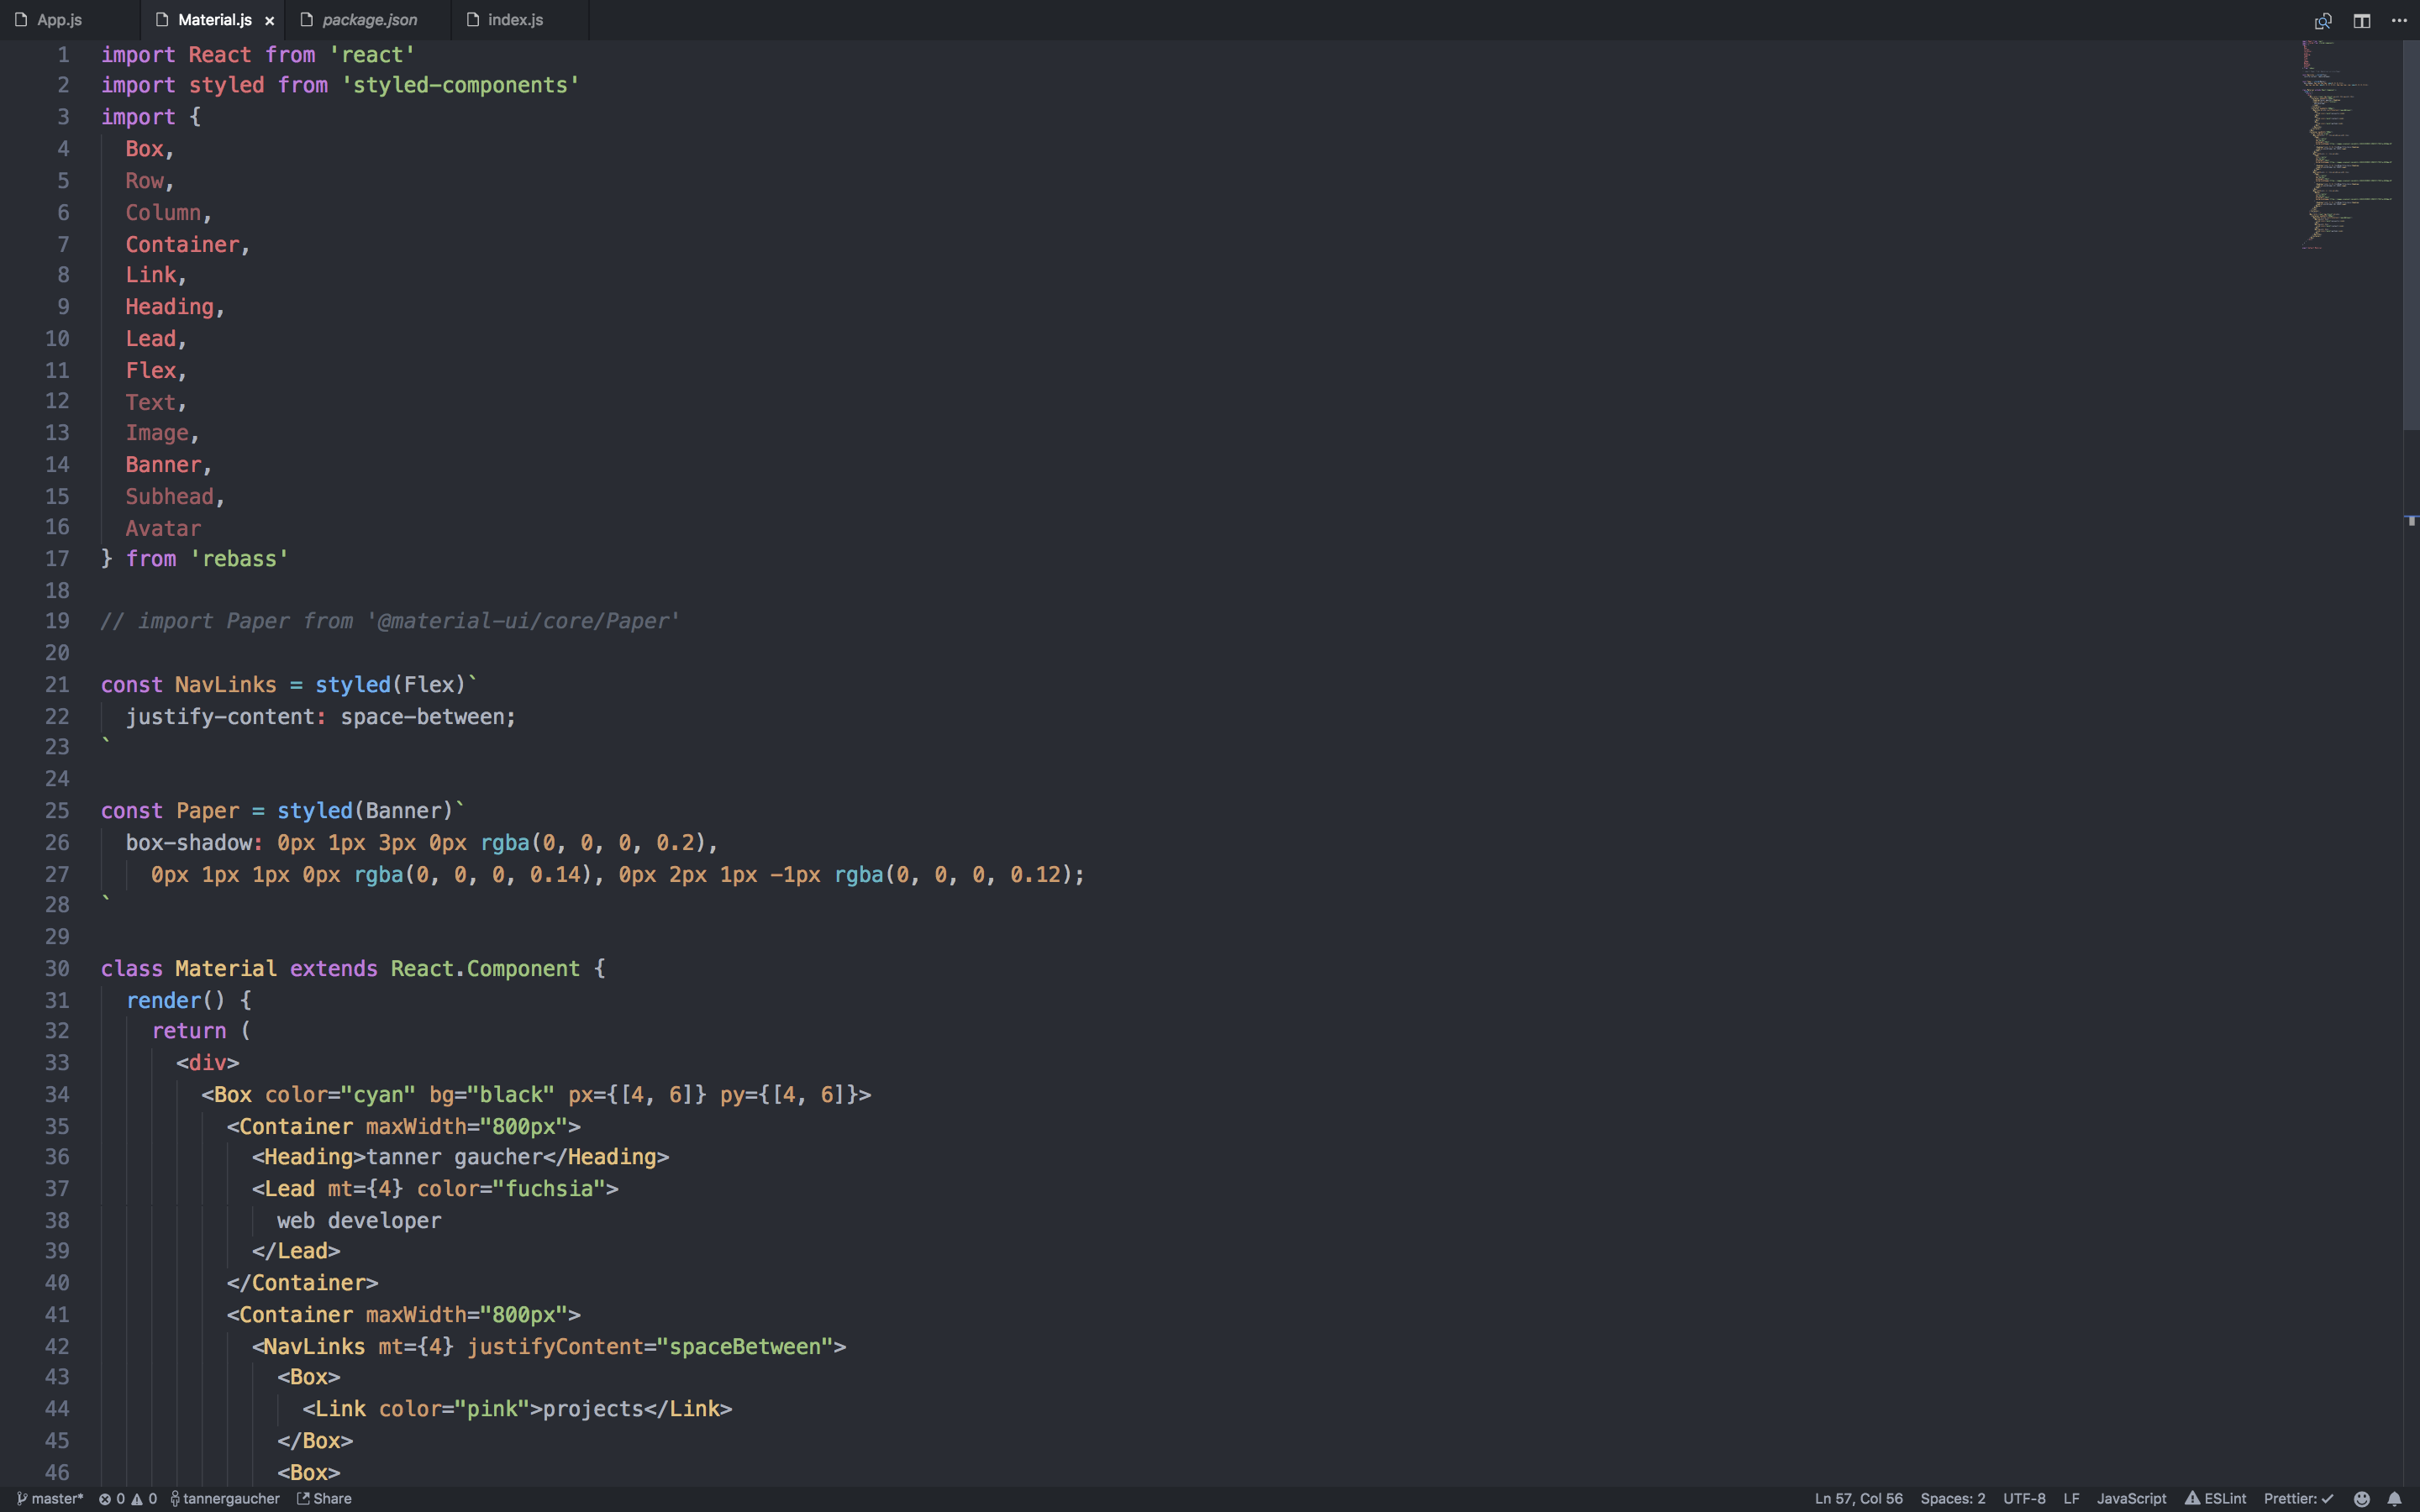 App.js Material.js × package.json index.js
1 import React from 'react'
2 import styled from 'styled-components'
3 import {
4   Box,
5   Row,
6   Column,
7   Container,
8   Link,
9   Heading,
10   Lead,
11   Flex,
12   Text,
13   Image,
14   Banner,
15   Subhead,
16   Avatar
17 } from 'rebass'
18
19 // import Paper from '@material-ui/core/Paper'
20
21 const NavLinks = styled(Flex)`
22   justify-content: space-between;
23 `
24
25 const Paper = styled(Banner)`
26   box-shadow: 0px 1px 3px 0px rgba(0, 0, 0, 0.2),
27     0px 1px 1px 0px rgba(0, 0, 0, 0.14), 0px 2px 1px -1px rgba(0, 0, 0, 0.12);
28 `
29
30 class Material extends React.Component {
31   render() {
32     return (
33       <div>
34         <Box color="cyan" bg="black" px={[4, 6]} py={[4, 6]}>
35           <Container maxWidth="800px">
36             <Heading>tanner gaucher</Heading>
37             <Lead mt={4} color="fuchsia">
38               web developer
39             </Lead>
40           </Container>
41           <Container maxWidth="800px">
42             <NavLinks mt={4} justifyContent="spaceBetween">
43               <Box>
44                 <Link color="pink">projects</Link>
45               </Box>
46               <Box>
master* 0 0 tannergaucher Share Ln 57, Col 56 Spaces: 2 UTF-8 LF JavaScript ESLint Prettier: ✓